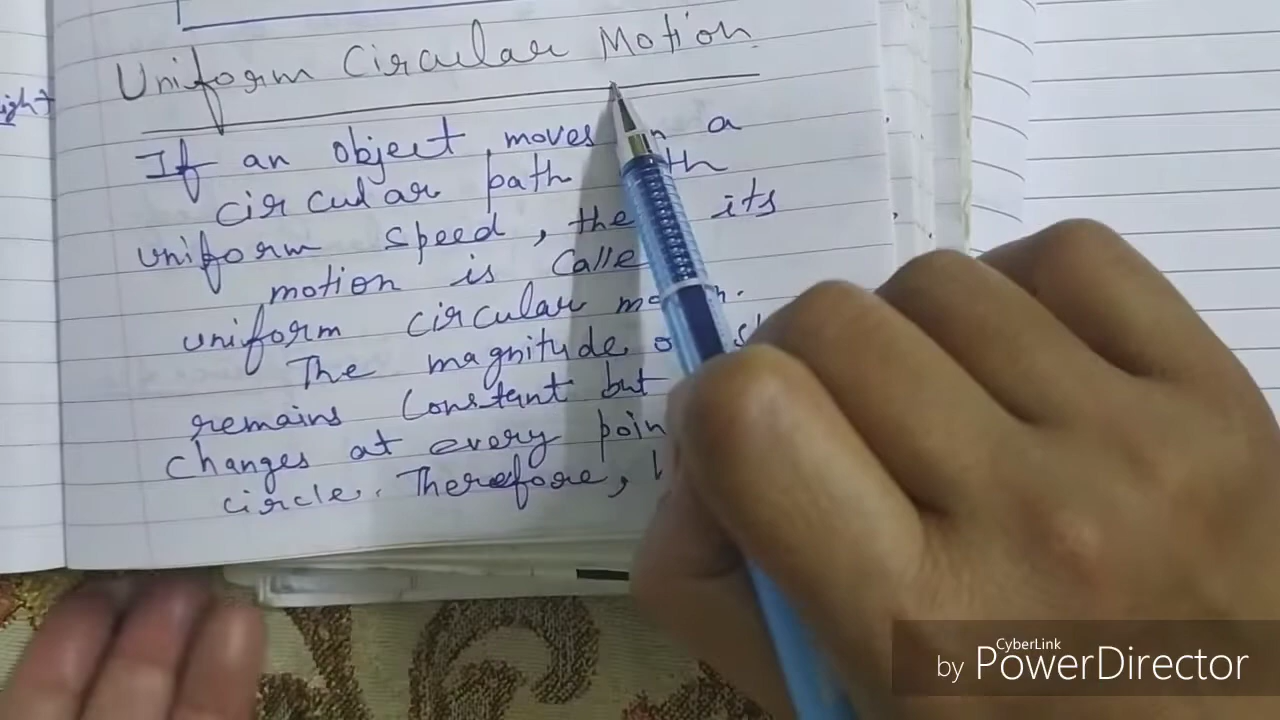 Uniform Circular Motion
If an object moves in a
circular path
uniform speed, its
motion is
uniform circular
The magnitude
remains Constant but
Changes at every
circle. Therefore,
CyberLink
by PowerDirector